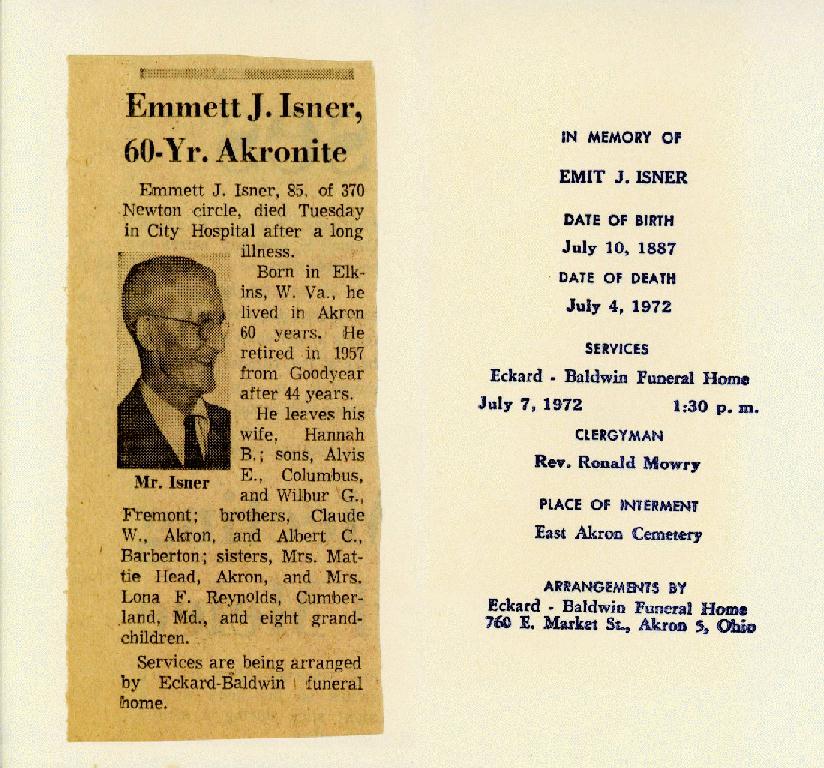 Emmett J. Isner,
60-Yr. Akronite
Emmett J. Isner, 85, of 370
Newton circle, died Tuesday
in City Hospital after a long
illness.
Born in Elk-
ins, W. Va., he
lived in Akron
60 years. He
retired in 1957
from Goodyear
after 44 years.
He leaves his
wife, Hannah
B.; sons, Alvis
E., Columbus,
and Wilbur G.,
Mr. Isner
Fremont; brothers, Claude
W., Akron, and Albert C.,
Barberton; sisters, Mrs. Mat-
tie Head, Akron, and Mrs.
Lona F. Reynolds, Cumber-
land, Md., and eight grand-
children.
Services are being arranged
by Eckard-Baldwin funeral
home.
IN MEMORY OF
EMIT J. ISNER
DATE OF BIRTH
July 10, 1887
DATE OF DEATH
July 4, 1972
SERVICES
Eckard - Baldwin Funeral Home
July 7, 1972 1:30 p. m.
CLERGYMAN
Rev. Ronald Mowry
PLACE OF INTERMENT
East Akron Cemetery
ARRANGEMENTS BY
Eckard - Baldwin Funeral Home
760 E. Market St., Akron 5, Ohio